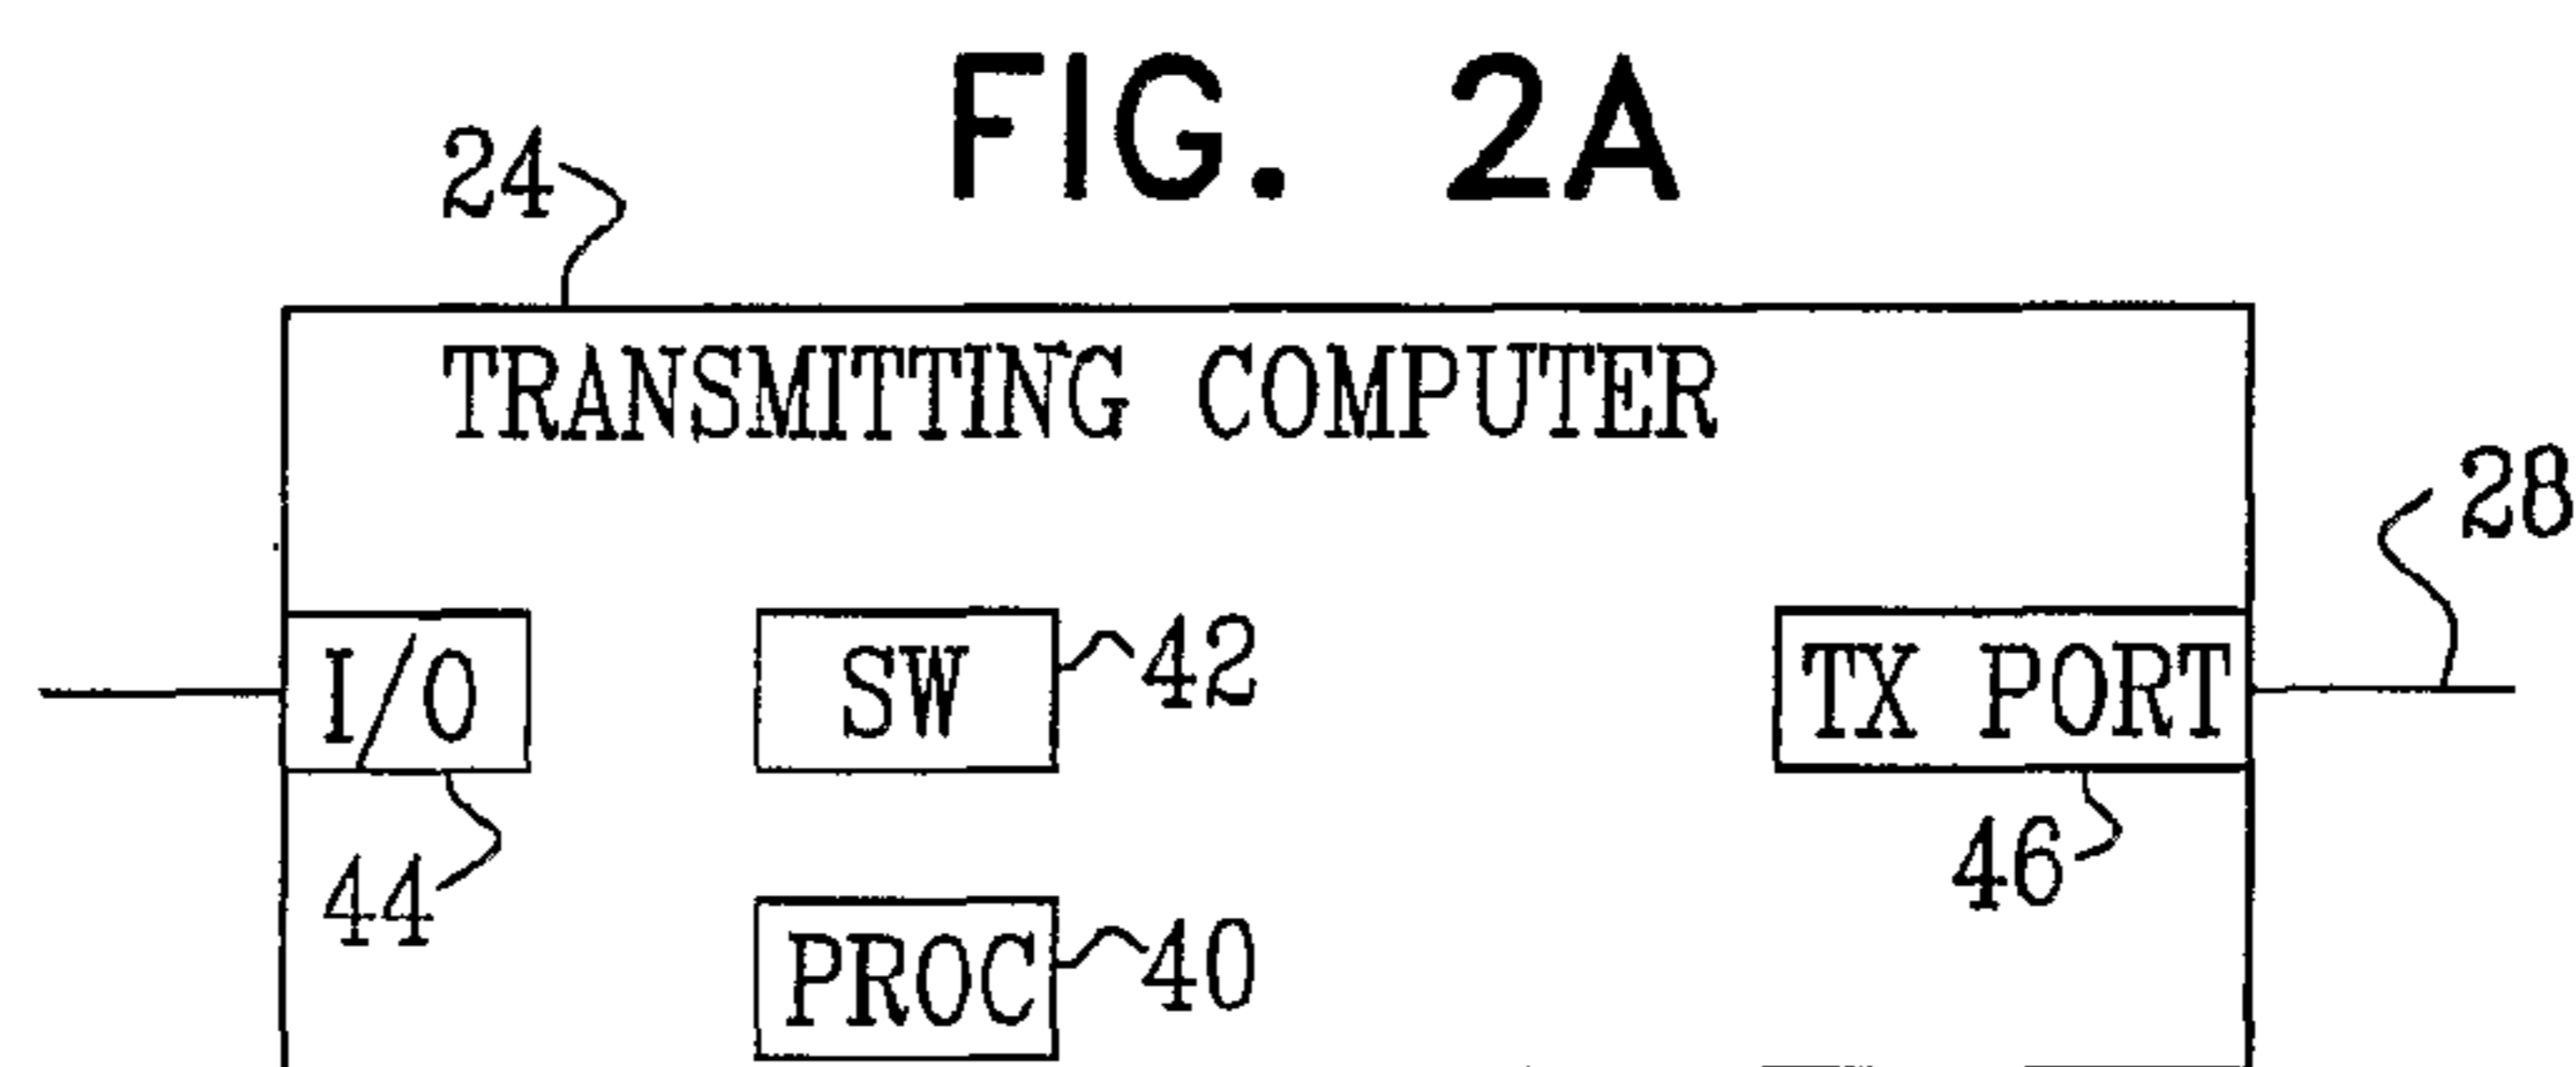 FIG. 2A
24
TRANSMITTING COMPUTER
28
I/O
SW
42
TX PORT
44
46
PROC
40